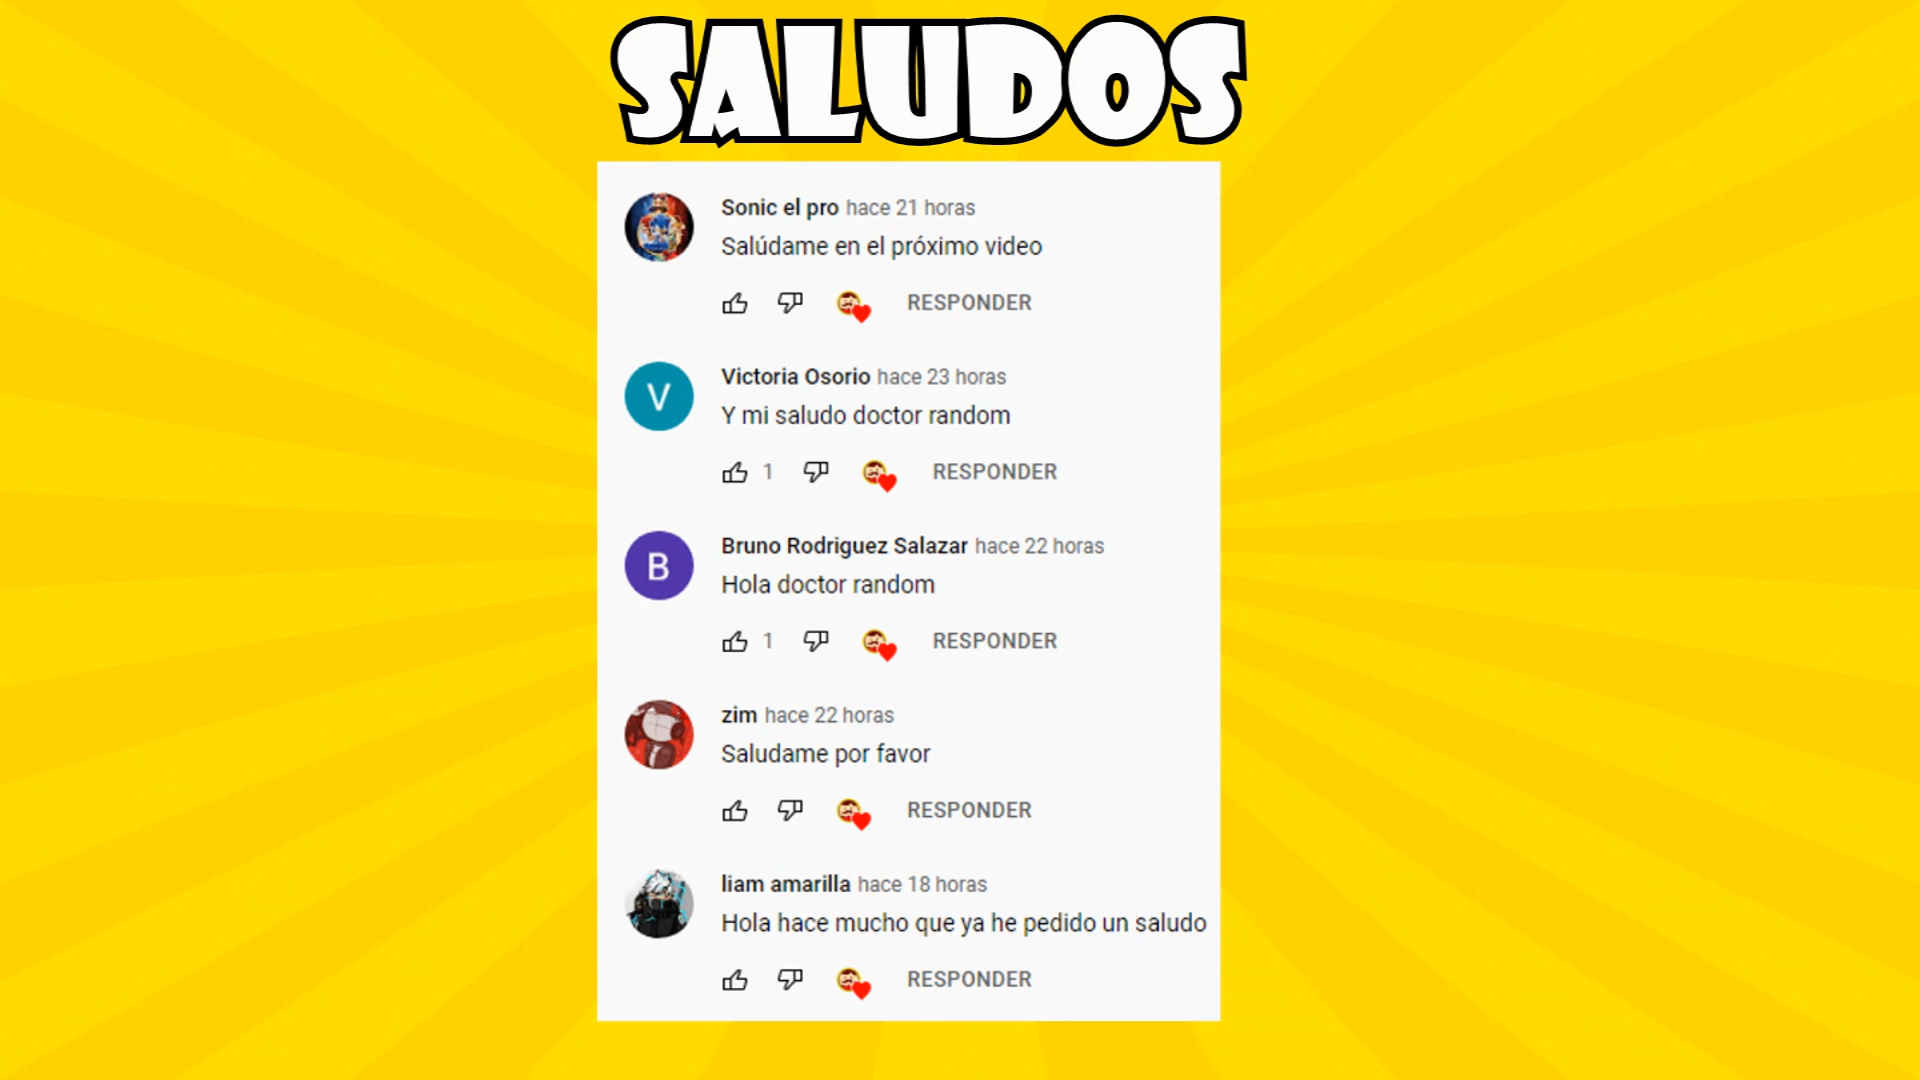 SALUDOS
Sonic el pro hace 21 horas
Salúdame en el próximo video
RESPONDER
V
Victoria Osorio hace 23 horas
Y mi saludo doctor random
1 RESPONDER
B
Bruno Rodriguez Salazar hace 22 horas
Hola doctor random
1 RESPONDER
zim hace 22 horas
Saludame por favor
RESPONDER
liam amarilla hace 18 horas
Hola hace mucho que ya he pedido un saludo
RESPONDER